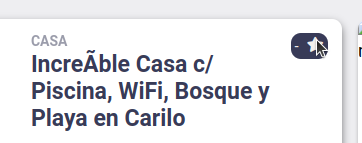 CASA
IncreÃble Casa c/
Piscina, WiFi, Bosque y
Playa en Carilo
-